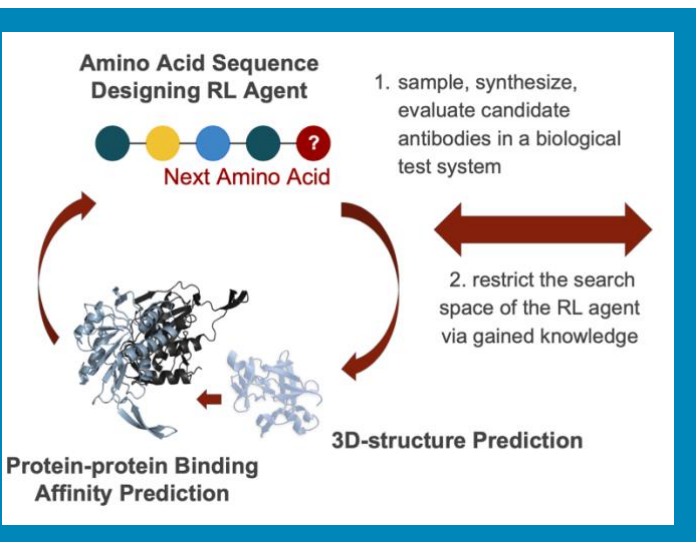 Amino Acid Sequence
Designing RL Agent
?
Next Amino Acid
1. sample, synthesize,
evaluate candidate
antibodies in a biological
test system
2. restrict the search
space of the RL agent
via gained knowledge
3D-structure Prediction
Protein-protein Binding
Affinity Prediction